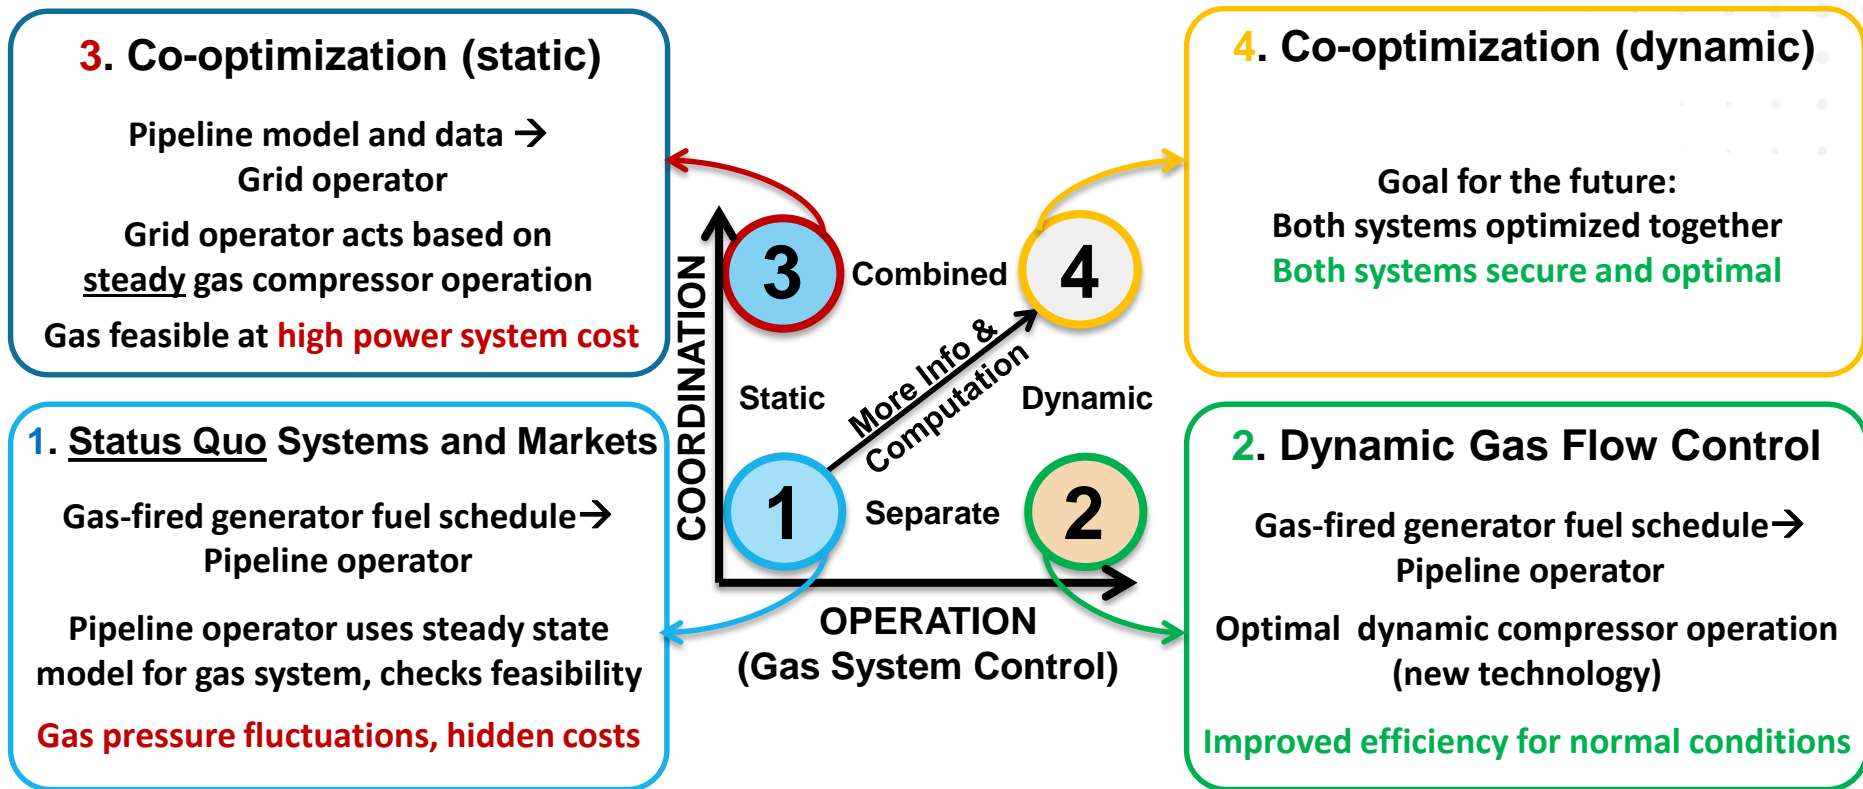 3. Co-optimization (static)
Pipeline model and data →
Grid operator
Grid operator acts based on
steady gas compressor operation
Gas feasible at high power system cost
4. Co-optimization (dynamic)
Goal for the future:
Both systems optimized together
Both systems secure and optimal
1. Status Quo Systems and Markets
Gas-fired generator fuel schedule→
Pipeline operator
Pipeline operator uses steady state
model for gas system, checks feasibility
Gas pressure fluctuations, hidden costs
2. Dynamic Gas Flow Control
Gas-fired generator fuel schedule→
Pipeline operator
Optimal dynamic compressor operation
(new technology)
Improved efficiency for normal conditions
COORDINATION
3
Combined
4
Static
More Info &
Computation
Dynamic
1
Separate
2
OPERATION
(Gas System Control)